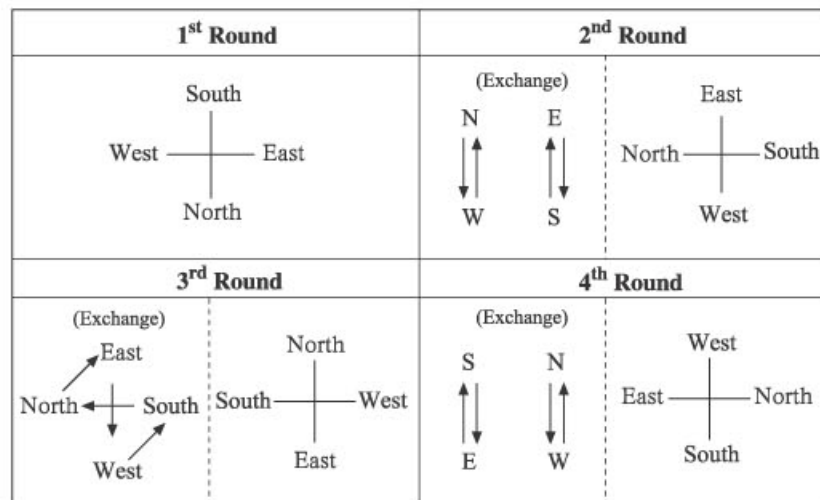 1st Round
South
West East
North
2nd Round
(Exchange)
N E
W S
East
North South
West
3rd Round
(Exchange)
East
North South
West
North
South West
East
4th Round
(Exchange)
S N
E W
West
East North
South